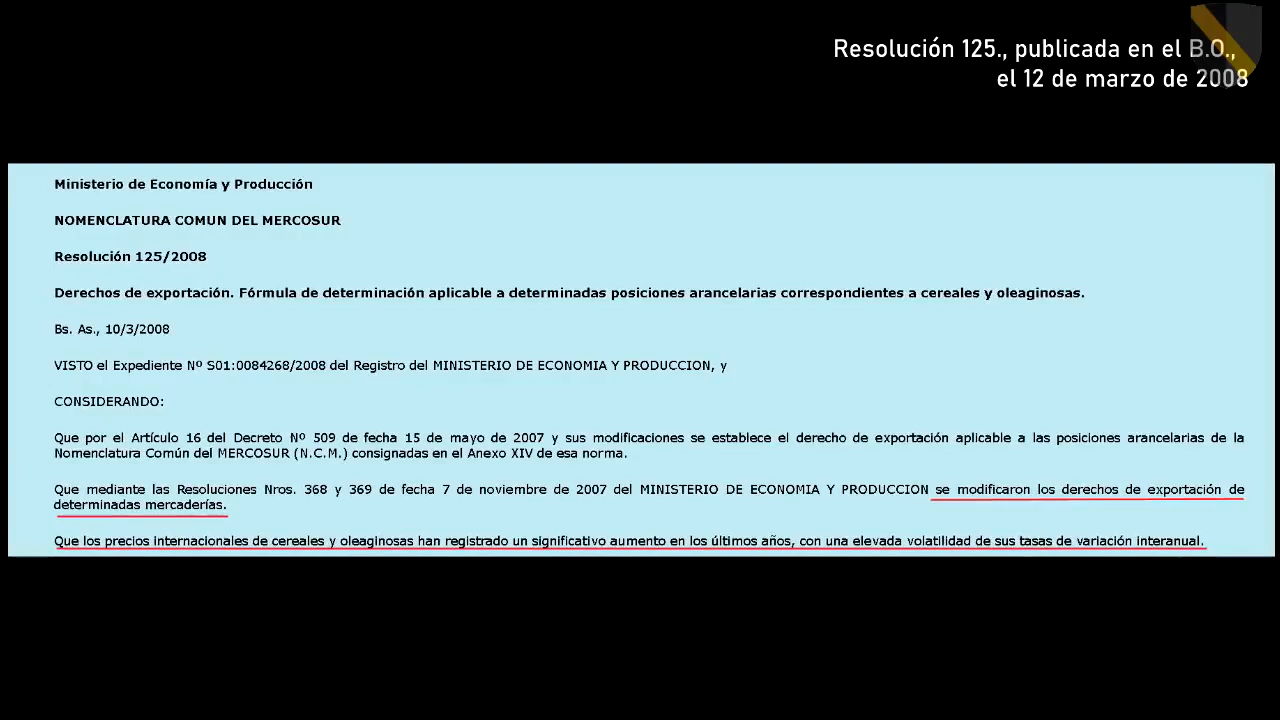 Resolución 125., publicada en el B.O.,
el 12 de marzo de 2008
Ministerio de Economía y Producción
NOMENCLATURA COMUN DEL MERCOSUR
Resolución 125/2008
Derechos de exportación. Fórmula de determinación aplicable a determinadas posiciones arancelarias correspondientes a cereales y oleaginosas.
Bs. As., 10/3/2008
VISTO el Expediente Nº S01:0084268/2008 del Registro del MINISTERIO DE ECONOMIA Y PRODUCCION, y
CONSIDERANDO:
Que por el Artículo 16 del Decreto Nº 509 de fecha 15 de mayo de 2007 y sus modificaciones se establece el derecho de exportación aplicable a las posiciones arancelarias de la
Nomenclatura Común del MERCOSUR (N.C.M.) consignadas en el Anexo XIV de esa norma.
Que mediante las Resoluciones Nros. 368 y 369 de fecha 7 de noviembre de 2007 del MINISTERIO DE ECONOMIA Y PRODUCCION se modificaron los derechos de exportación de
determinadas mercaderías.
Que los precios internacionales de cereales y oleaginosas han registrado un significativo aumento en los últimos años, con una elevada volatilidad de sus tasas de variación interanual.